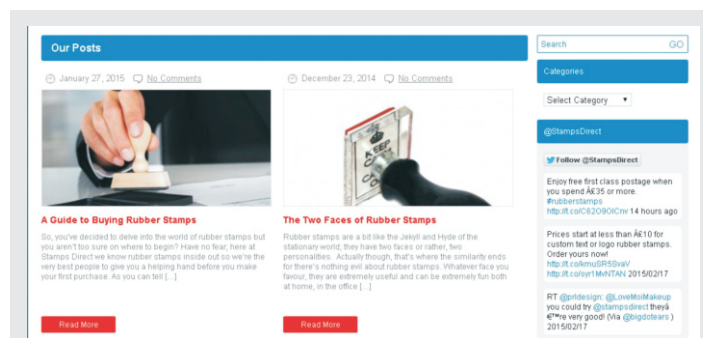 Our Posts
January 27, 2015 No Comments
A Guide to Buying Rubber Stamps
So, you've decided to delve into the world of rubber stamps but
you aren't too sure on where to begin? Have no fear, here at
Stamps Direct we know rubber stamps inside out so we're the
very best people to give you a helping hand before you make
your first purchase. As you can tell [...]
Read More
December 23, 2014 No Comments
KEEP
CALM
The Two Faces of Rubber Stamps
Rubber stamps are a bit like the Jekyll and Hyde of the
stationary world, they have two faces or rather, two
personalities. Actually though, that's where the similarity ends
for there's nothing evil about rubber stamps. Whatever face you
favour, they are extremely useful and can be extremely fun both
at home, in the office [...]
Read More
Search GO
Categories
Select Category
@StampsDirect
Follow @StampsDirect
Enjoy free first class postage when
you spend Â£35 or more.
#rubberstamps
14 hours ago
Prices start at less than Â£10 for
custom text or logo rubber stamps.
Order yours now!
http://t.co/kmuSR5SvaV
http://t.co/syr1MvNTAN 2015/02/17
RT @pridesign: @LoveMoiMakeup
you could try @stampsdirect theyâ
€™re very good! (Via @bigdotears )
2015/02/17